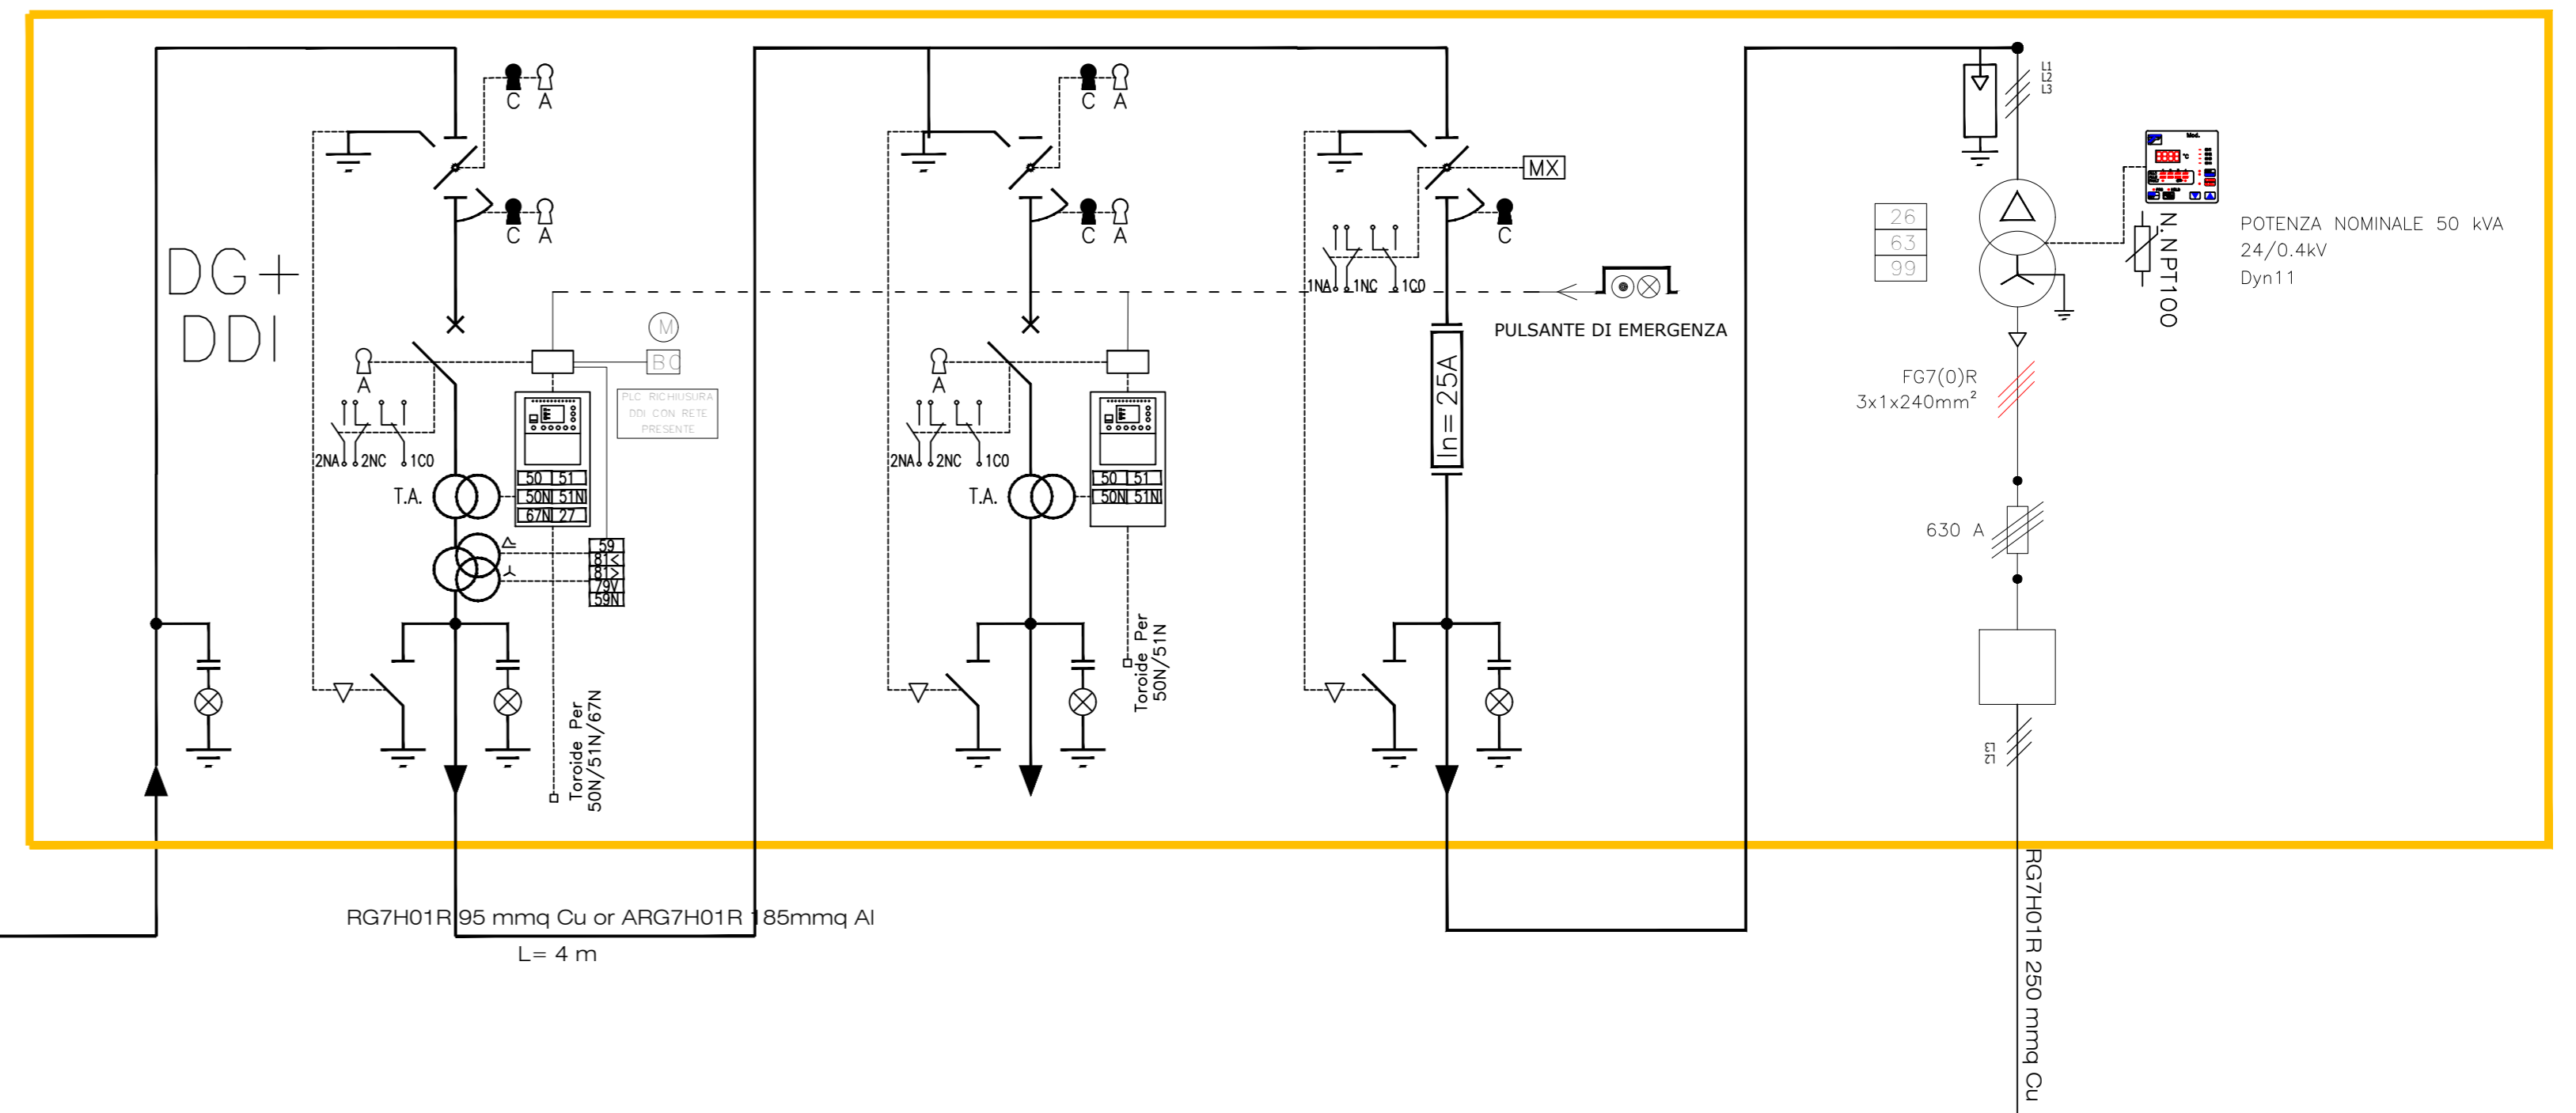 C A
C A
DG+
DDI
A
2NA 2NC 1CO
T.A.
M
BC
PLC RICHIUSURA
DDI CON RETE
PRESENTE
50 51
50N 51N
67N 27
59
81<
81>
79V
59N
Toroide Per
50N/51N/67N
C A
C A
A
2NA 2NC 1CO
T.A.
50 51
50N 51N
Toroide Per
50N/51N
MX
C
1NA 1NC 1CO
PULSANTE DI EMERGENZA
In= 25A
L1
L2
L3
Mod.
°C
26
63
99
N.NPT100
POTENZA NOMINALE 50 kVA
24/0.4kV
Dyn11
FG7(0)R
3x1x240mm²
630 A
L3
L2
RG7H01R 95 mmq Cu or ARG7H01R 185mmq Al
L= 4 m
RG7H01R 250 mmq Cu